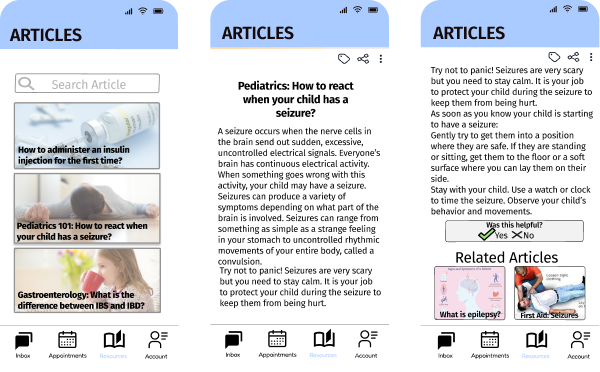 ARTICLES
Search Article
How to administer an insulin
injection for the first time?
Pediatrics 101: How to react when
your child has a seizure?
Gastroenterology: What is the
difference between IBS and IBD?
Inbox
Appointments
Resources
Account
ARTICLES
Pediatrics: How to react
when your child has a
seizure?
A seizure occurs when the nerve cells in
the brain send out sudden, excessive,
uncontrolled electrical signals. Everyone's
brain has continuous electrical activity.
When something goes wrong with this
activity, your child may have a seizure.
Seizures can produce a variety of
symptoms depending on what part of the
brain is involved. Seizures can range from
something as simple as a strange feeling
in your stomach to uncontrolled rhythmic
movements of your entire body, called a
convulsion.
Try not to panic! Seizures are very scary
but you need to stay calm. It is your job
to protect your child during the seizure to
keep them from being hurt.
Inbox
Appointments
Resources
Account
ARTICLES
Try not to panic! Seizures are very scary
but you need to stay calm. It is your job
to protect your child during the seizure to
keep them from being hurt.
As soon as you know your child is starting
to have a seizure:
Gently try to get them into a position
where they are safe. If they are standing
or sitting, get them to the floor or a soft
surface where you can lay them on their
side.
Stay with your child. Use a watch or clock
to time the seizure. Observe your child's
behavior and movements.
Was this helpful?
Yes No
Related Articles
What is epilepsy?
First Aid: Seizures
Inbox
Appointments
Resources
Account